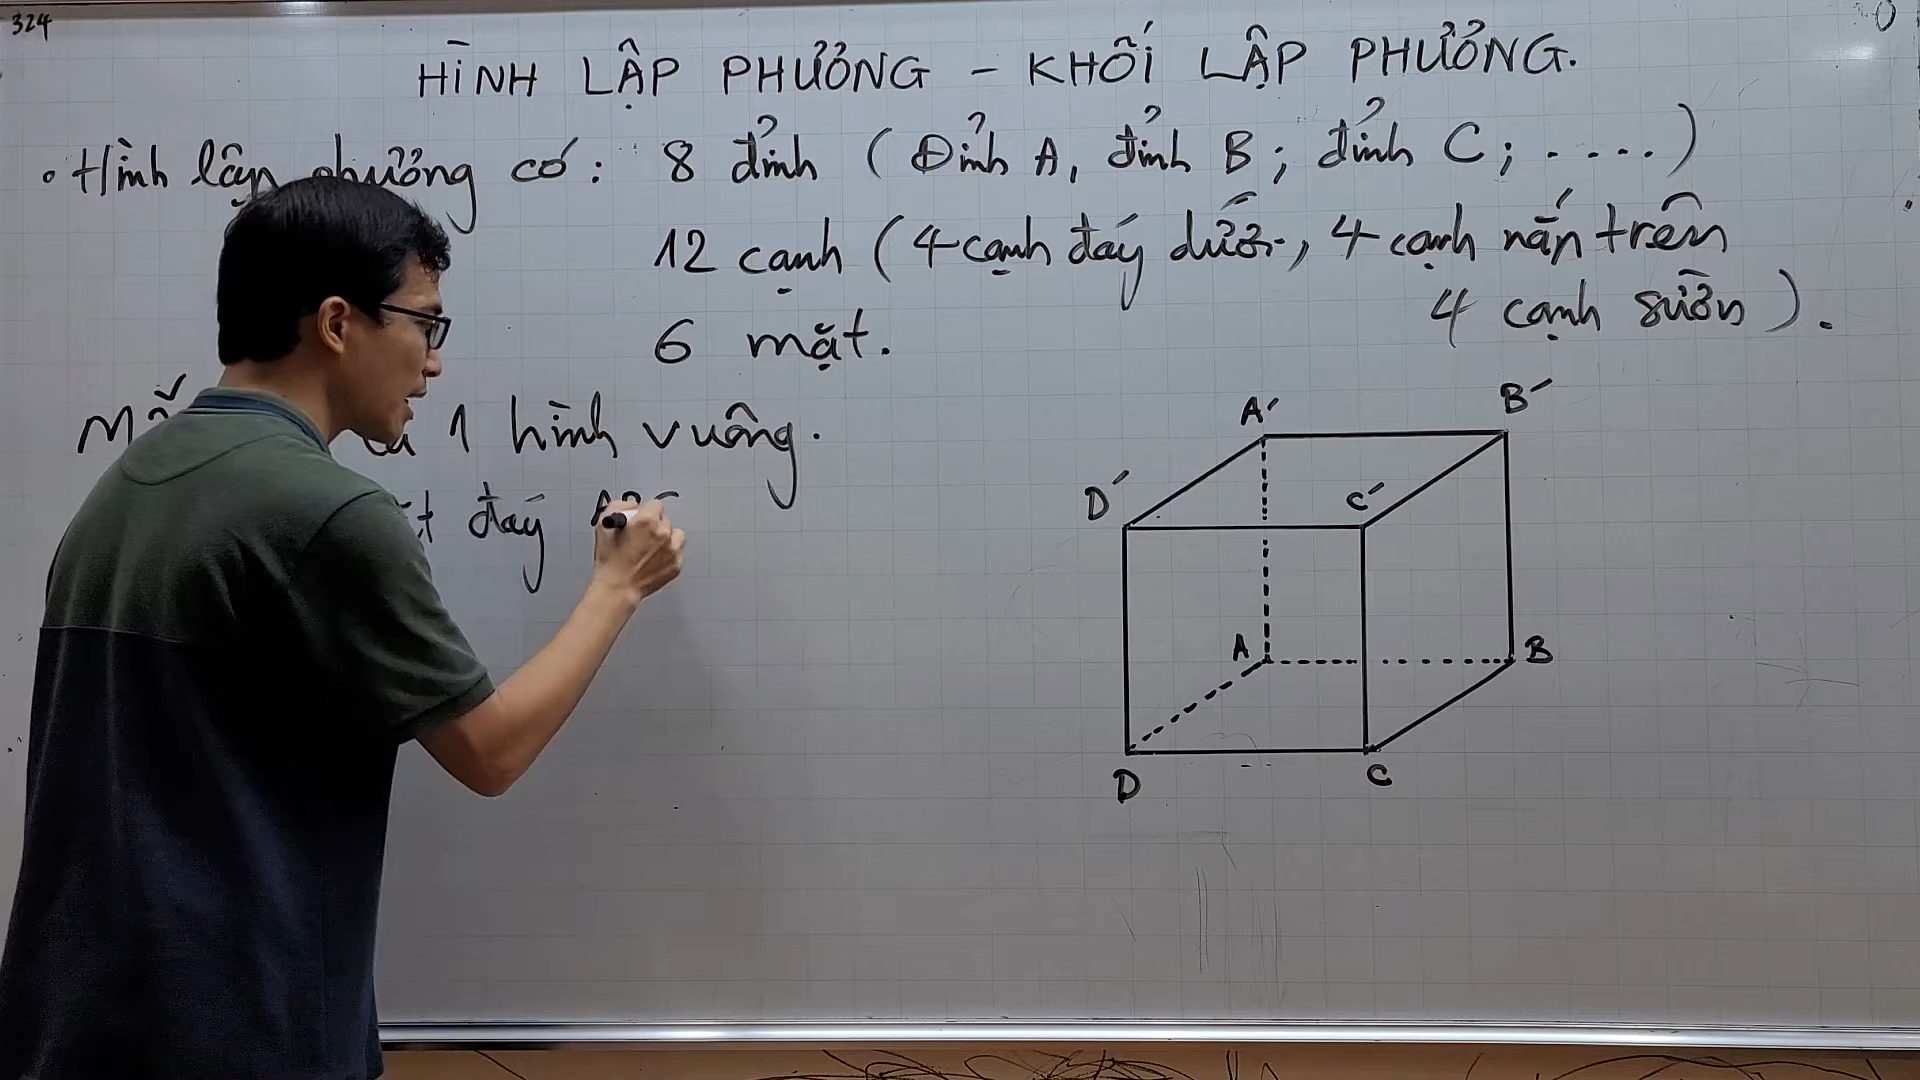 324
HÌNH LẬP PHƯƠNG - KHỐI LẬP PHƯƠNG.
• Hình lập phương có: 8 đỉnh (Đỉnh A, đỉnh B; đỉnh C; .....)
12 cạnh (4 cạnh đáy dưới, 4 cạnh nắp trên
4 cạnh sườn).
6 mặt.
1 hình vuông.
đáy
A' B'
D' C'
A B
D C